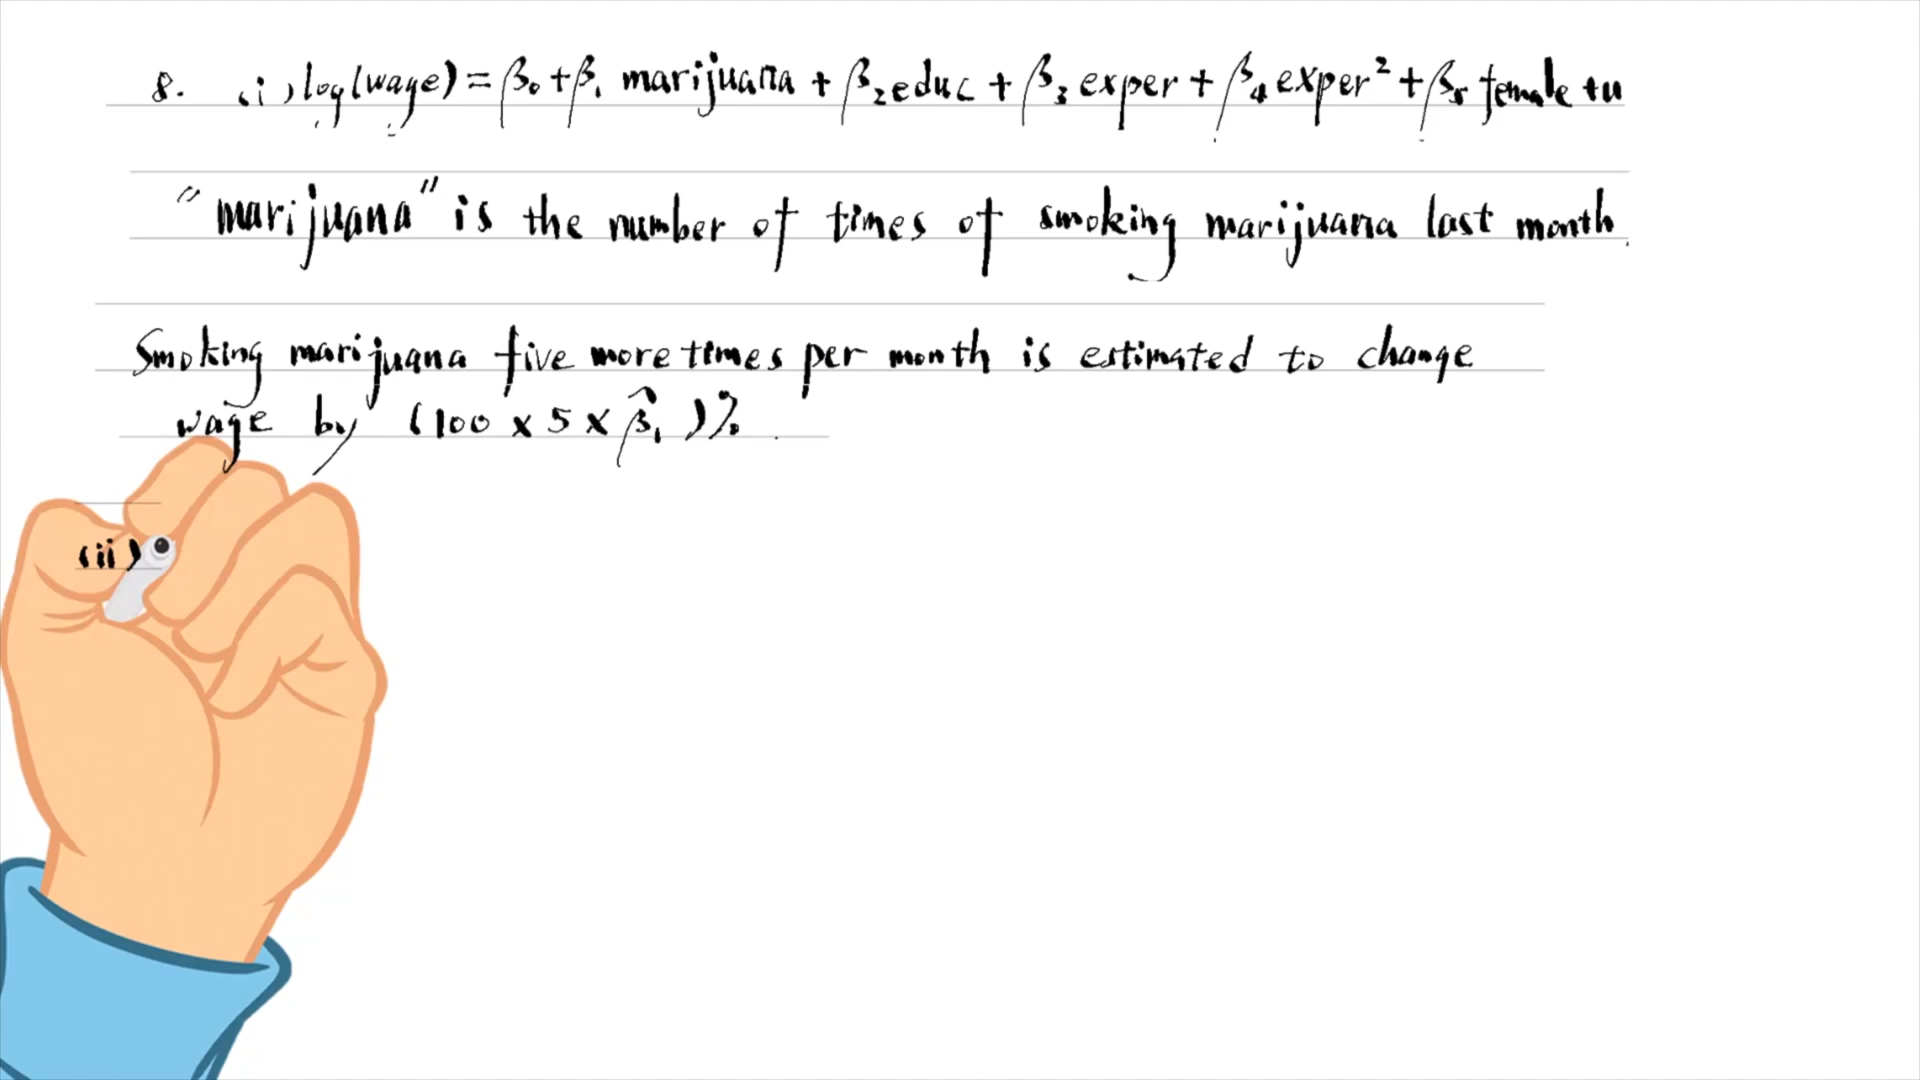 8. (i) log(wage) = β₀ + β₁ marijuana + β₂educ + β₃ exper + β₄ exper² + β₅ female + u
"marijuana" is the number of times of smoking marijuana last month.
Smoking marijuana five more times per month is estimated to change
wage by (100 x 5 x β̂₁)%.
(ii)